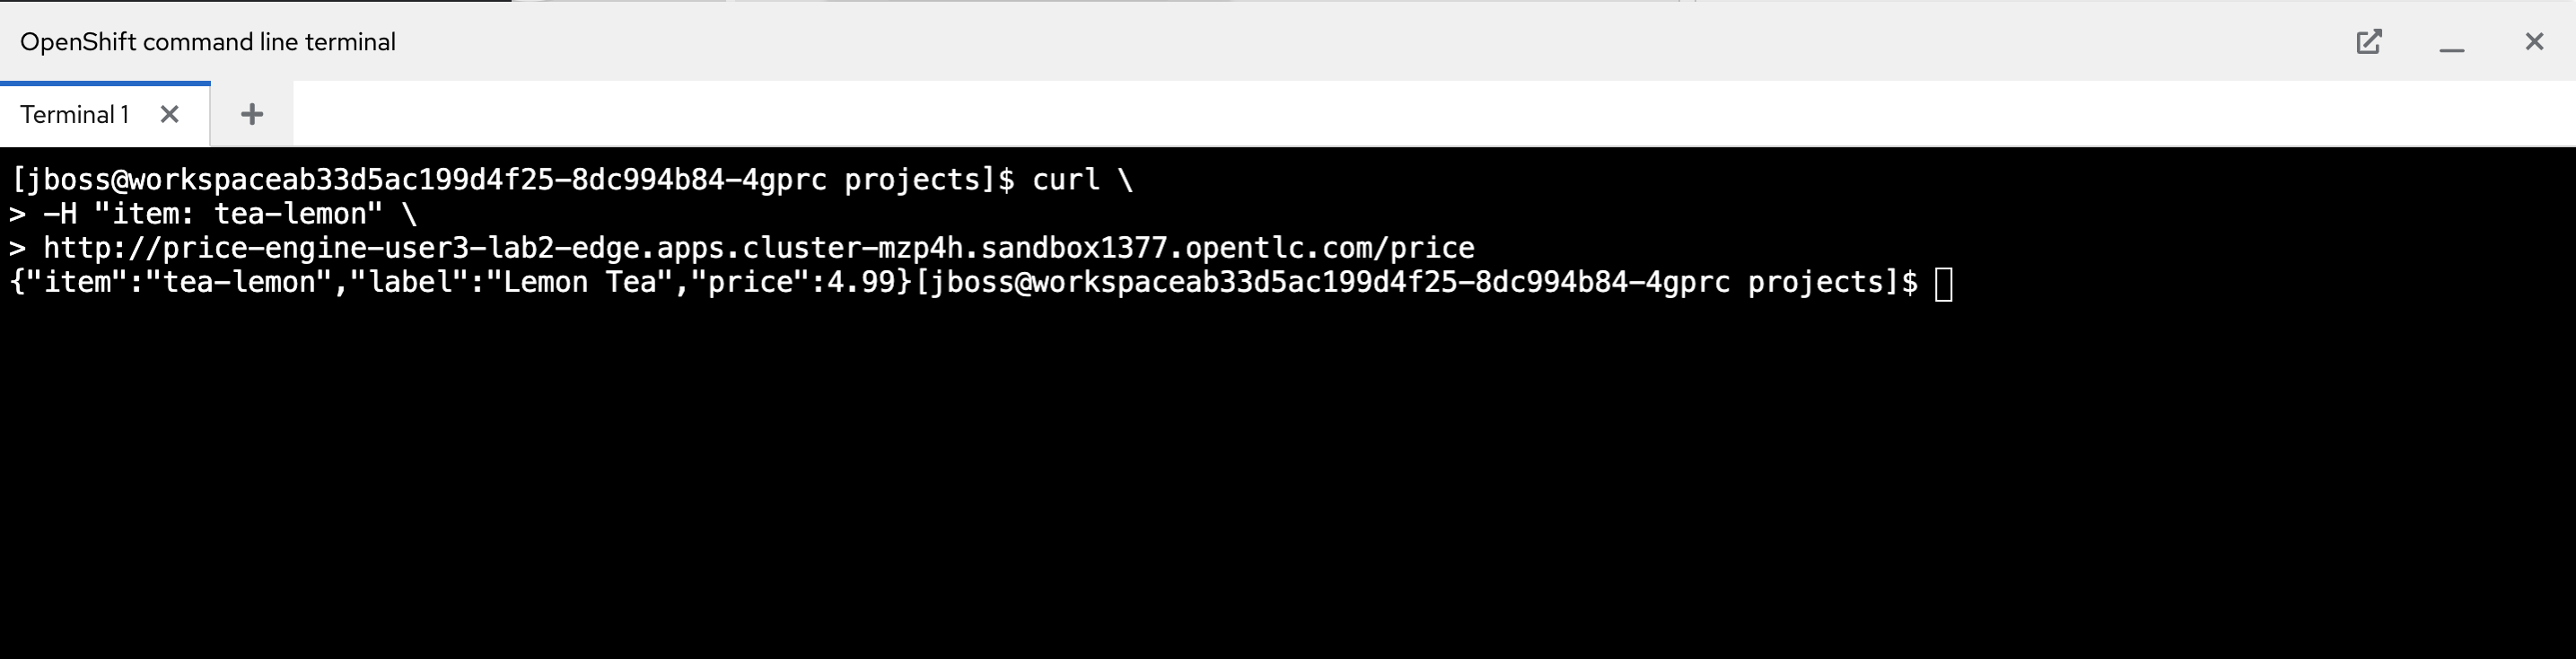 OpenShift command line terminal
Terminal 1
[jboss@workspaceab33d5ac199d4f25-8dc994b84-4gprc projects]$ curl \
> -H "item: tea-lemon" \
> http://price-engine-user3-lab2-edge.apps.cluster-mzp4h.sandbox1377.opentlc.com/price
{"item":"tea-lemon","label":"Lemon Tea","price":4.99}[jboss@workspaceab33d5ac199d4f25-8dc994b84-4gprc projects]$